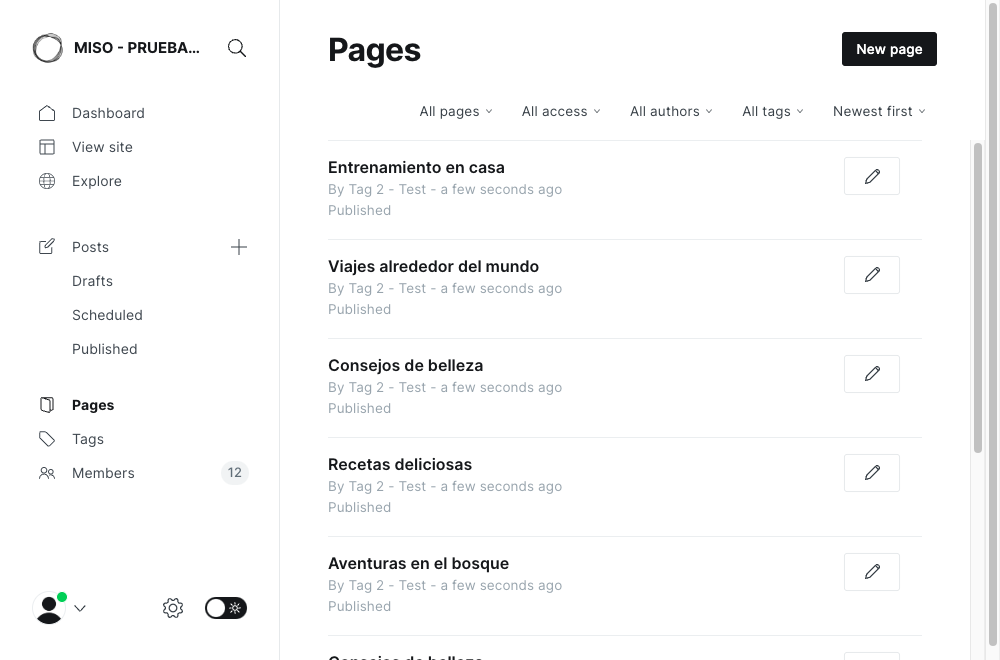 MISO - PRUEBA...
Dashboard
View site
Explore
Posts
Drafts
Scheduled
Published
Pages
Tags
Members 12
Pages
New page
All pages All access All authors All tags Newest first
Entrenamiento en casa
By Tag 2 - Test - a few seconds ago
Published
Viajes alrededor del mundo
By Tag 2 - Test - a few seconds ago
Published
Consejos de belleza
By Tag 2 - Test - a few seconds ago
Published
Recetas deliciosas
By Tag 2 - Test - a few seconds ago
Published
Aventuras en el bosque
By Tag 2 - Test - a few seconds ago
Published
Consejos de belleza